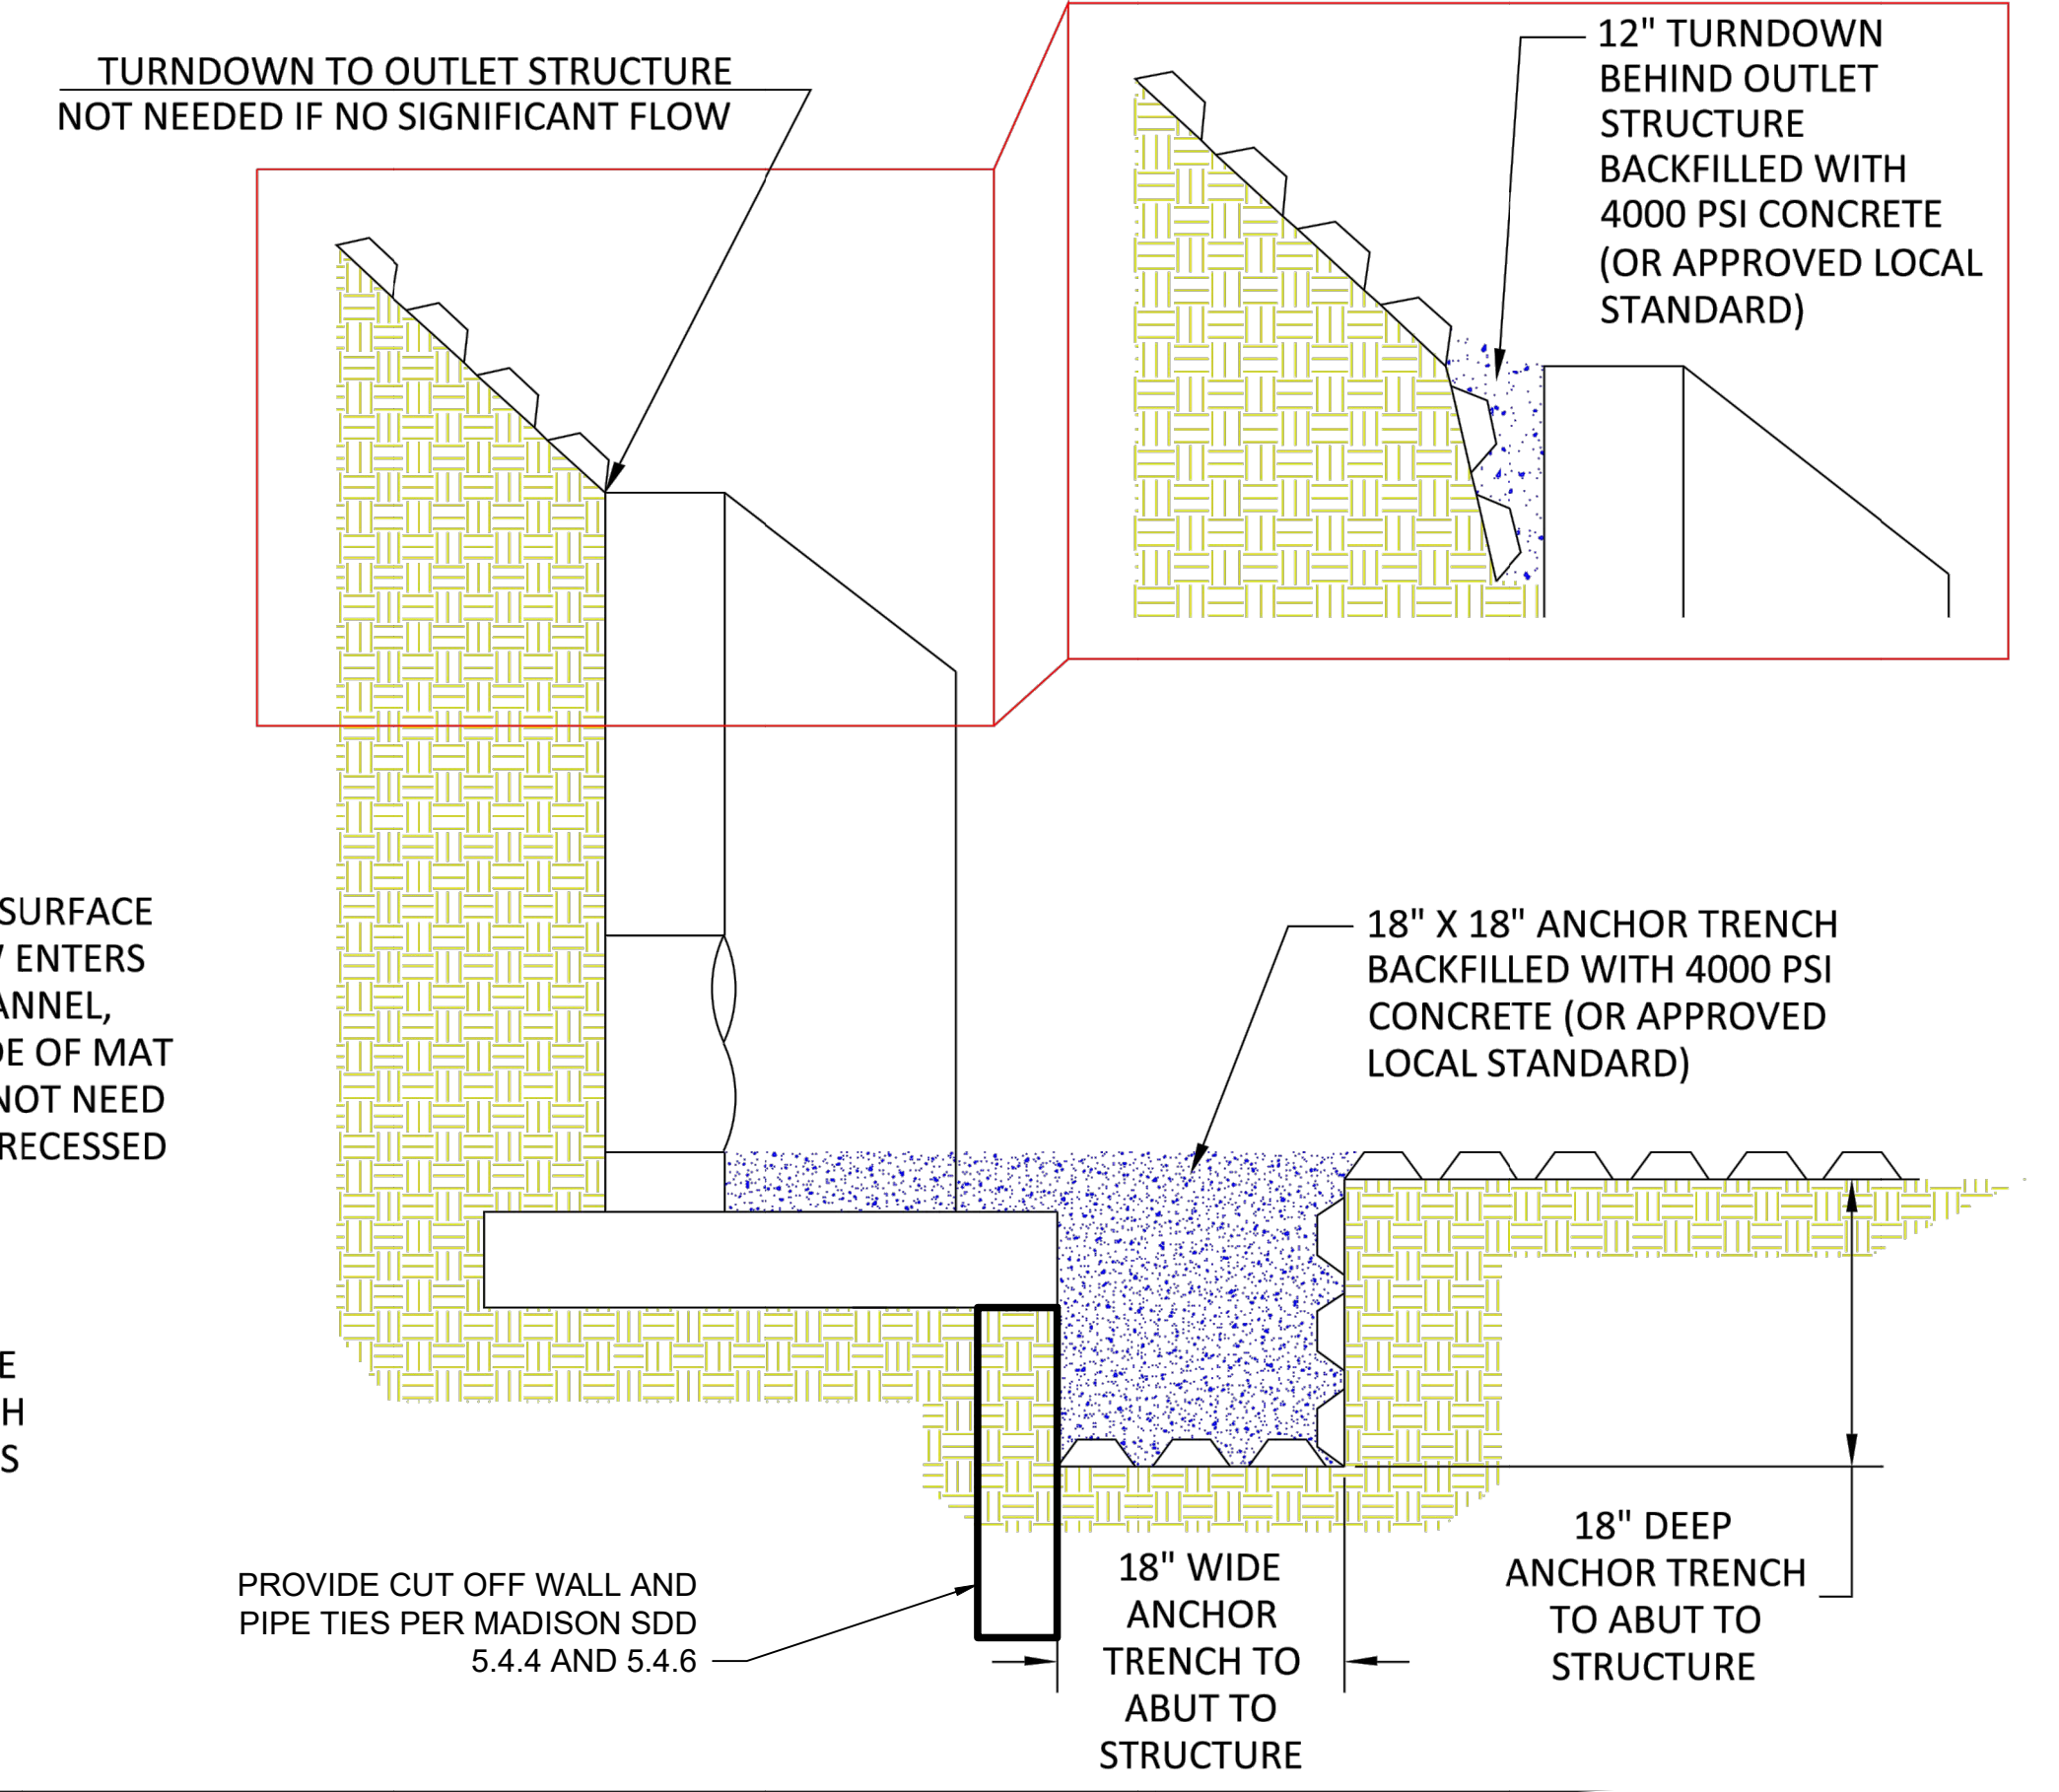 TURNDOWN TO OUTLET STRUCTURE
NOT NEEDED IF NO SIGNIFICANT FLOW
12" TURNDOWN
BEHIND OUTLET
STRUCTURE
BACKFILLED WITH
4000 PSI CONCRETE
(OR APPROVED LOCAL
STANDARD)
SURFACE
ENTERS
OF MAT
NOT NEED
RECESSED
18" X 18" ANCHOR TRENCH
BACKFILLED WITH 4000 PSI
CONCRETE (OR APPROVED
LOCAL STANDARD)
PROVIDE CUT OFF WALL AND
PIPE TIES PER MADISON SDD
5.4.4 AND 5.4.6
18" WIDE
ANCHOR
TRENCH TO
ABUT TO
STRUCTURE
18" DEEP
ANCHOR TRENCH
TO ABUT TO
STRUCTURE